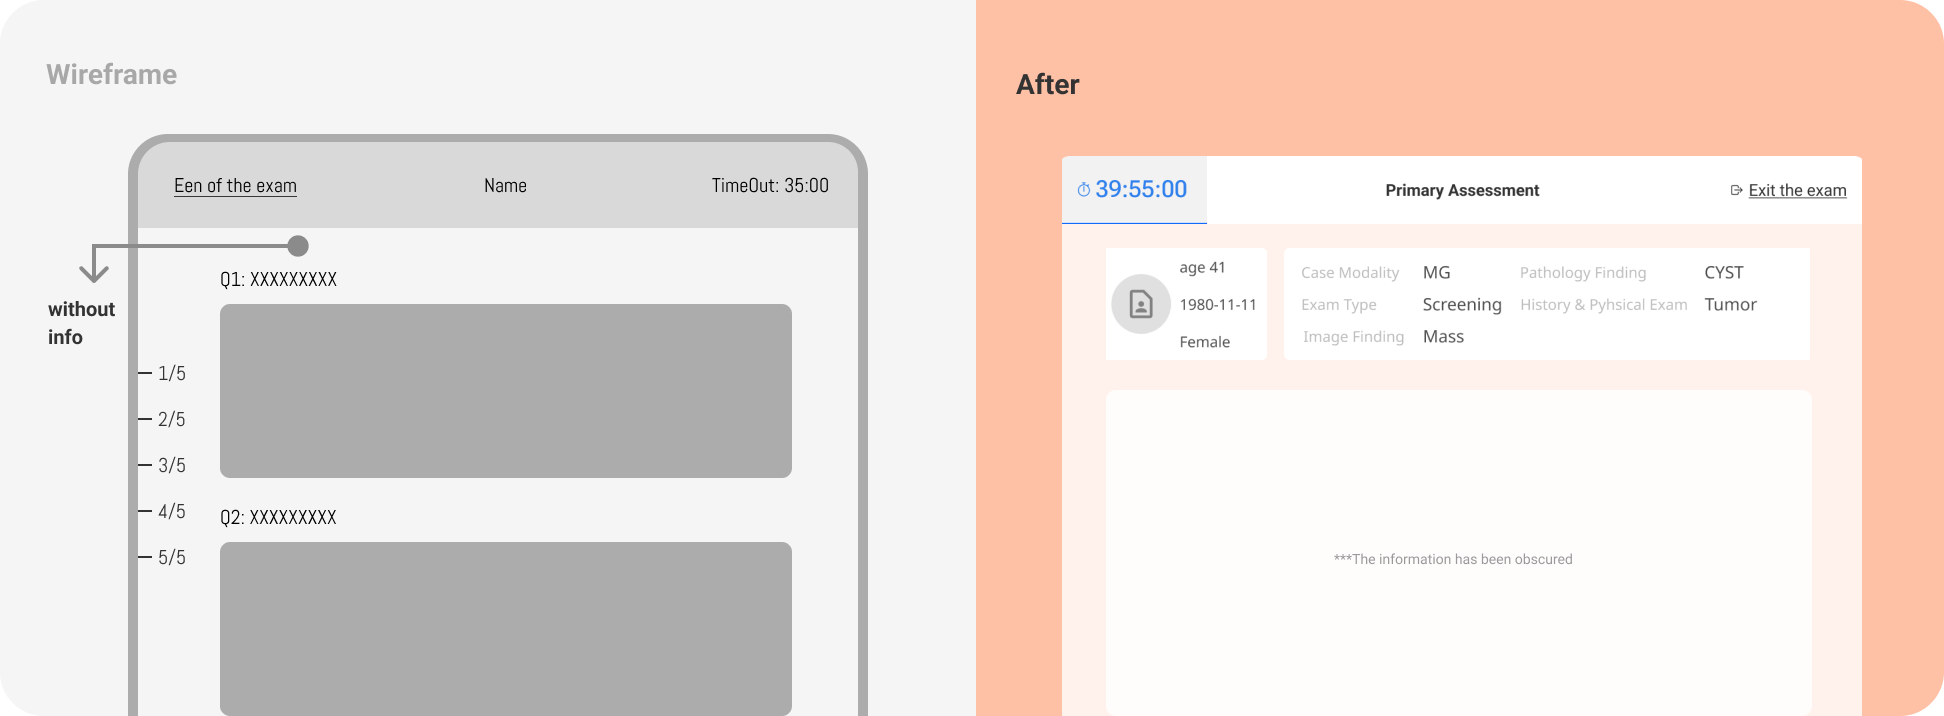 Wireframe
Een of the exam
Name
TimeOut: 35:00
without
info
Q1: XXXXXXXXX
1/5
2/5
3/5
4/5
5/5
Q2: XXXXXXXXX
After
39:55:00
Primary Assessment
Exit the exam
age 41
1980-11-11
Female
Case Modality MG Pathology Finding CYST
Exam Type Screening History & Pyhsical Exam Tumor
Image Finding Mass
***The information has been obscured